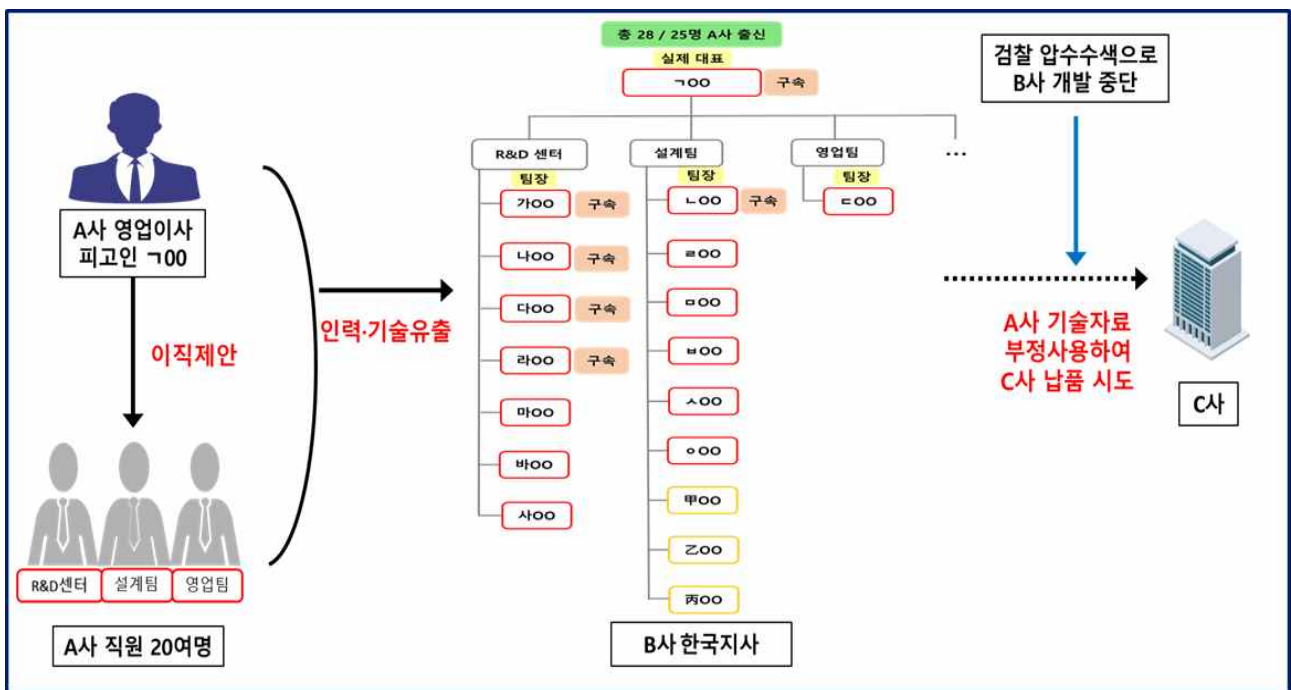 총 28 / 25명 A사 출신
실제 대표
ㄱOO
구속
검찰 압수수색으로
B사 개발 중단
R&D 센터
설계팀
영업팀
...
팀장
팀장
팀장
가OO
구속
ㄴOO
구속
ㄷOO
나OO
구속
ㄹOO
다OO
구속
ㅁOO
라OO
구속
ㅂOO
마OO
ㅅOO
바OO
ㅇOO
사OO
甲OO
乙OO
丙OO
B사 한국지사
A사 영업이사
피고인 ㄱ00
이직제안
인력·기술유출
R&D센터
설계팀
영업팀
A사 직원 20여명
A사 기술자료
부정사용하여
C사 납품 시도
C사